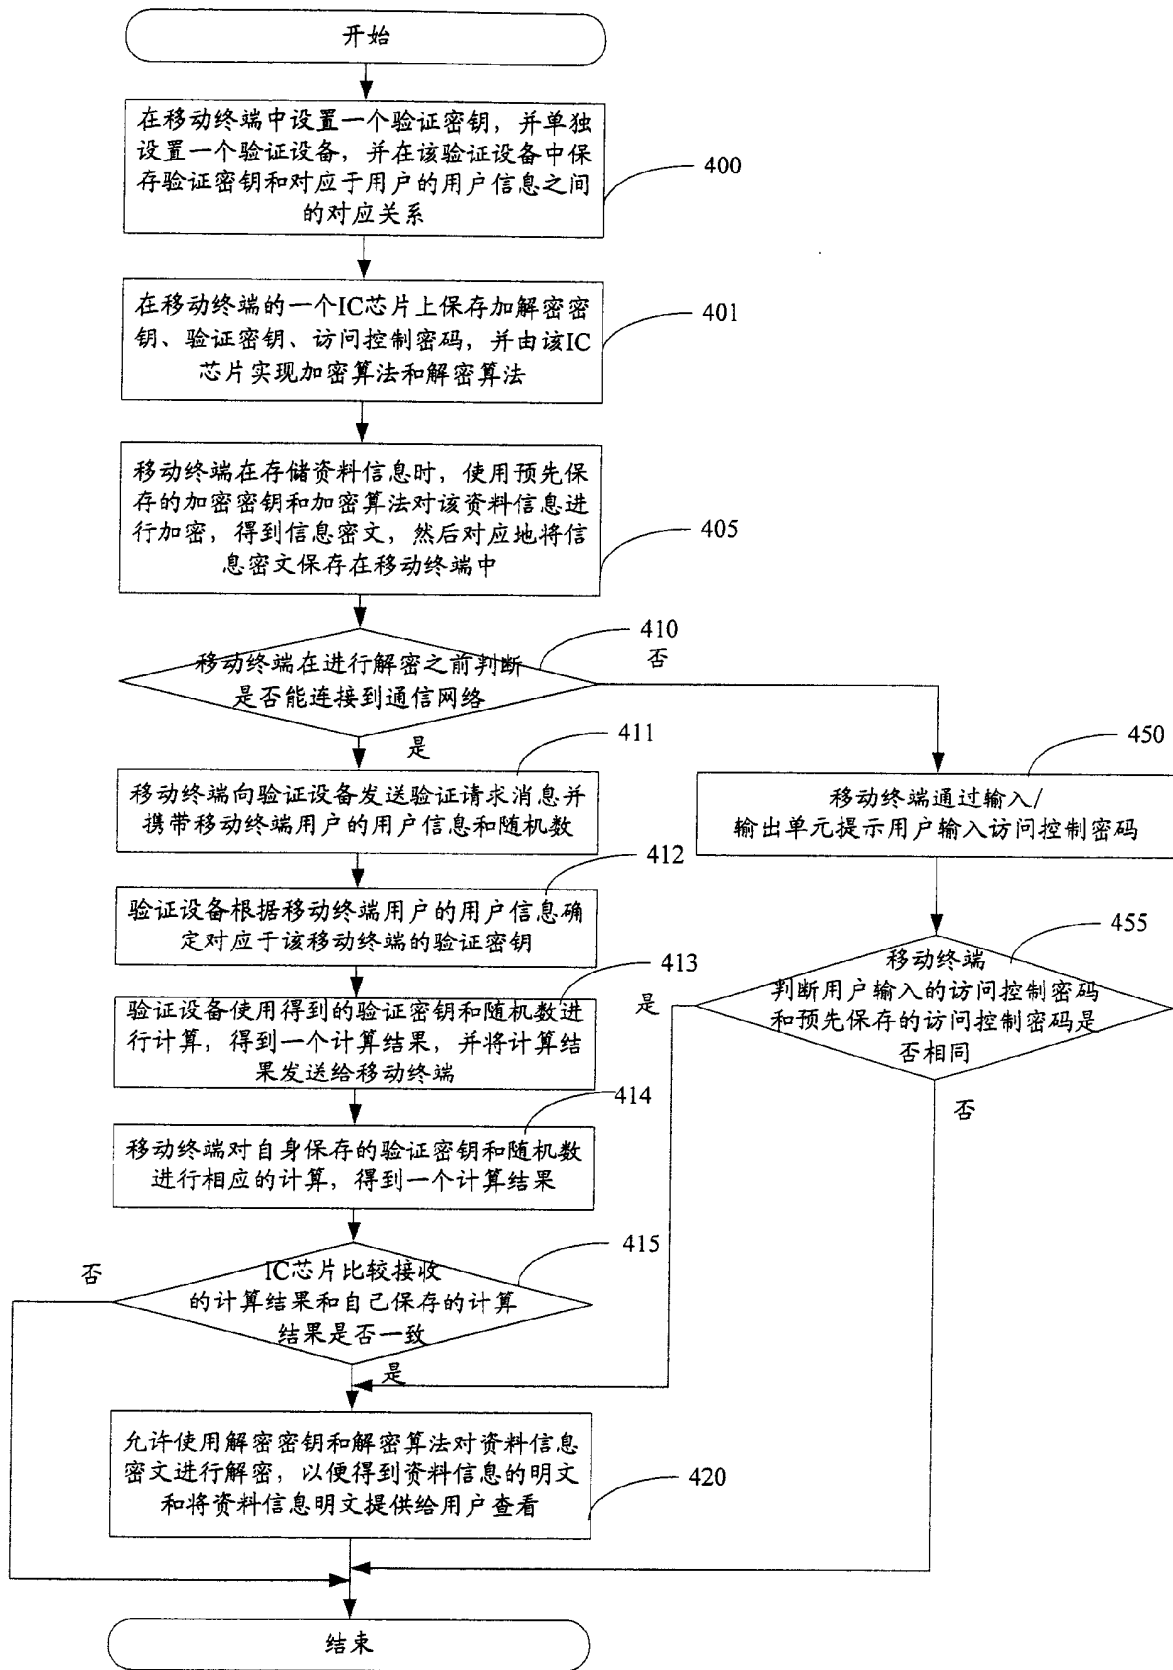 开始
在移动终端中设置一个验证密钥，并单独
设置一个验证设备，并在该验证设备中保
存验证密钥和对应于用户的用户信息之间
的对应关系
400
在移动终端的一个IC芯片上保存加解密密
钥、验证密钥、访问控制密码，并由该IC
芯片实现加密算法和解密算法
401
移动终端在存储资料信息时，使用预先保
存的加密密钥和加密算法对该资料信息进
行加密，得到信息密文，然后对应地将信
息密文保存在移动终端中
405
移动终端在进行解密之前判断
是否能连接到通信网络
410
否
是
411
移动终端向验证设备发送验证请求消息并
携带移动终端用户的用户信息和随机数
450
移动终端通过输入/
输出单元提示用户输入访问控制密码
412
验证设备根据移动终端用户的用户信息确
定对应于该移动终端的验证密钥
455
移动终端
判断用户输入的访问控制密码
和预先保存的访问控制密码是
否相同
是
否
413
验证设备使用得到的验证密钥和随机数进
行计算，得到一个计算结果，并将计算结
果发送给移动终端
414
移动终端对自身保存的验证密钥和随机数
进行相应的计算，得到一个计算结果
415
IC芯片比较接收
的计算结果和自己保存的计算
结果是否一致
否
是
允许使用解密密钥和解密算法对资料信息
密文进行解密，以便得到资料信息的明文
和将资料信息明文提供给用户查看
420
结束